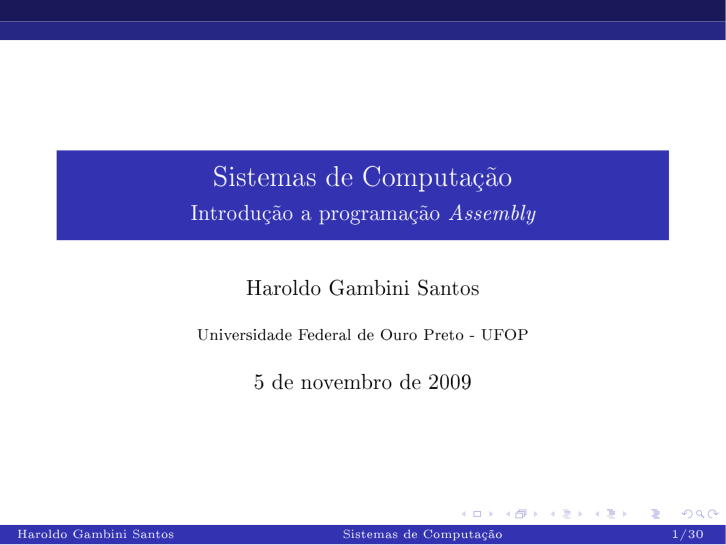 Sistemas de Computação
Introdução a programação Assembly
Haroldo Gambini Santos
Universidade Federal de Ouro Preto - UFOP
5 de novembro de 2009
Haroldo Gambini Santos Sistemas de Computação 1/30